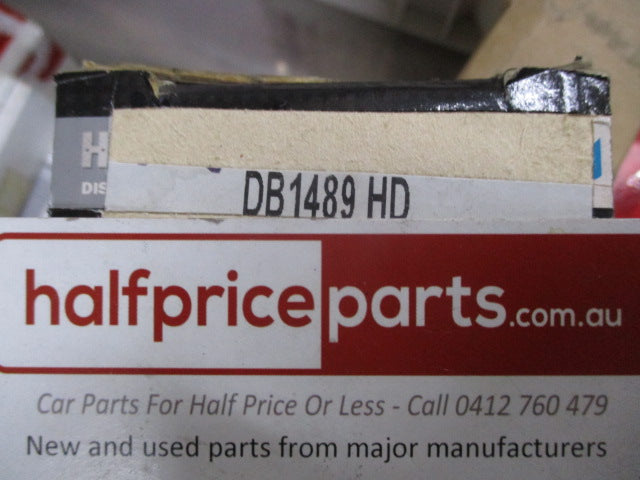 DB1489 HD
halfpriceparts.com.au
Car Parts For Half Price Or Less - Call 0412 760 479
New and used parts from major manufacturers